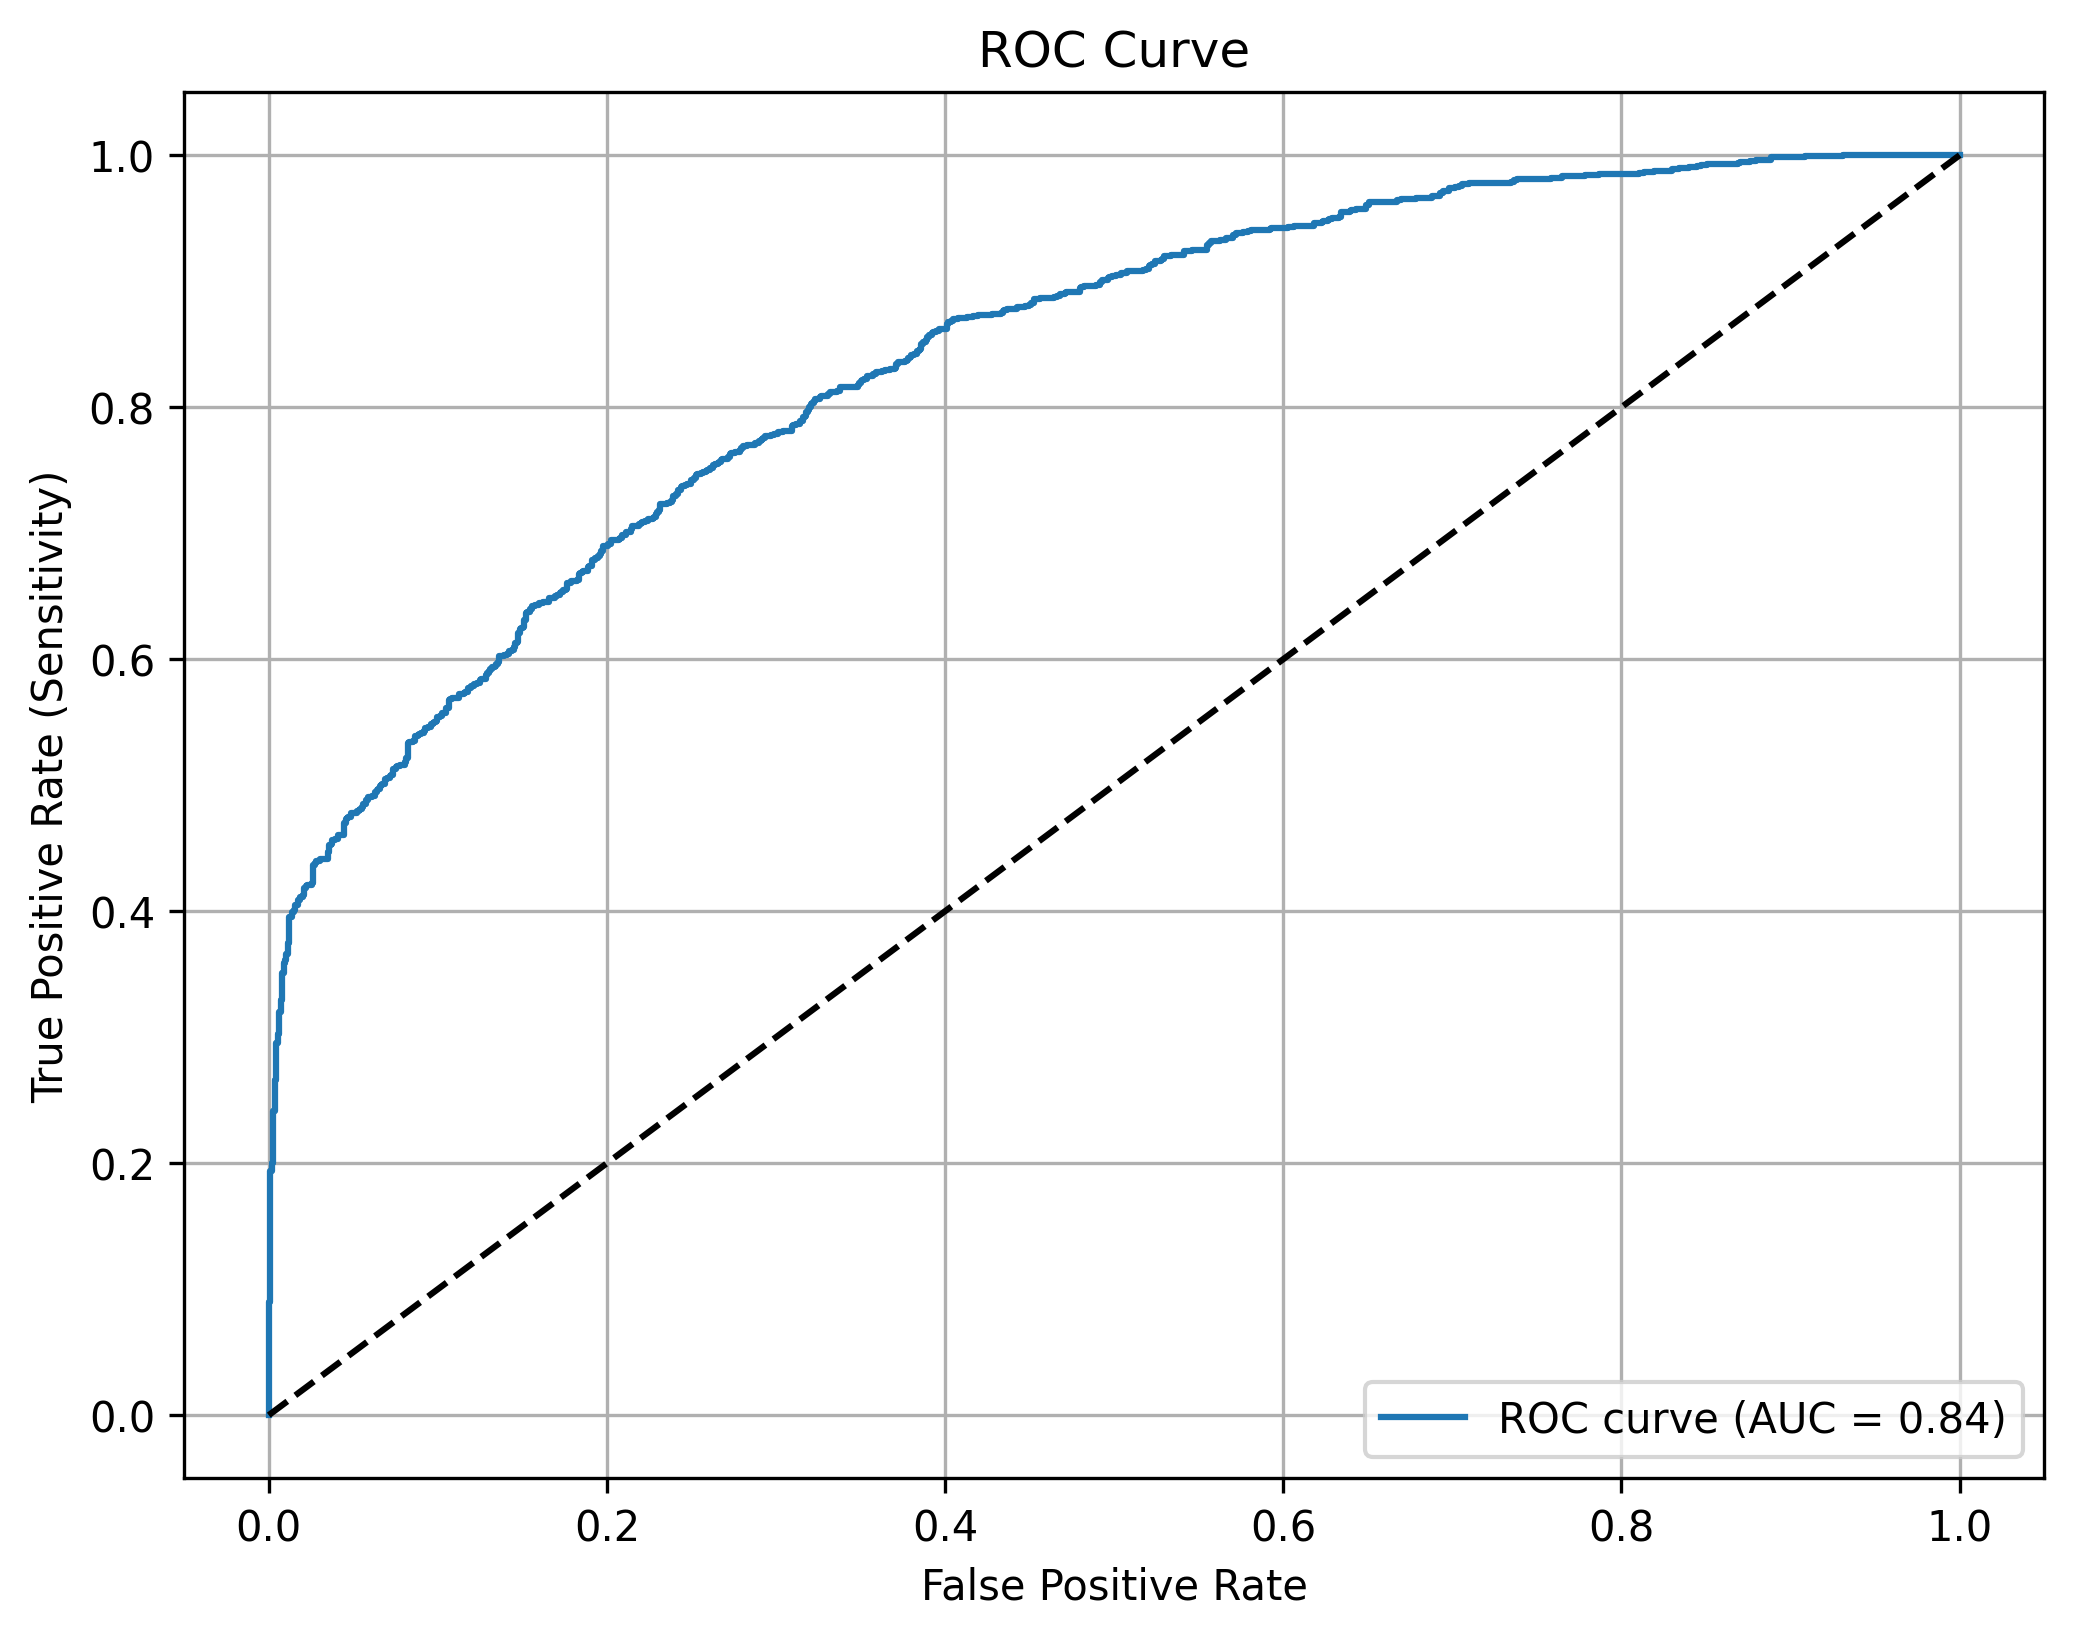 ROC Curve
True Positive Rate (Sensitivity)
1.0
0.8
0.6
0.4
0.2
0.0
ROC curve (AUC = 0.84)
0.0 0.2 0.4 0.6 0.8 1.0
False Positive Rate